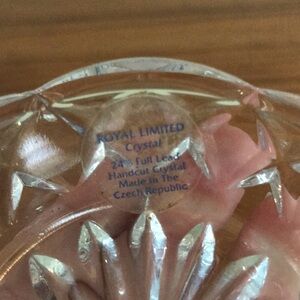 ROYAL LIMITED
Crystal
24% Full Lead
Handcut Crystal
Made in The
Czech Republic